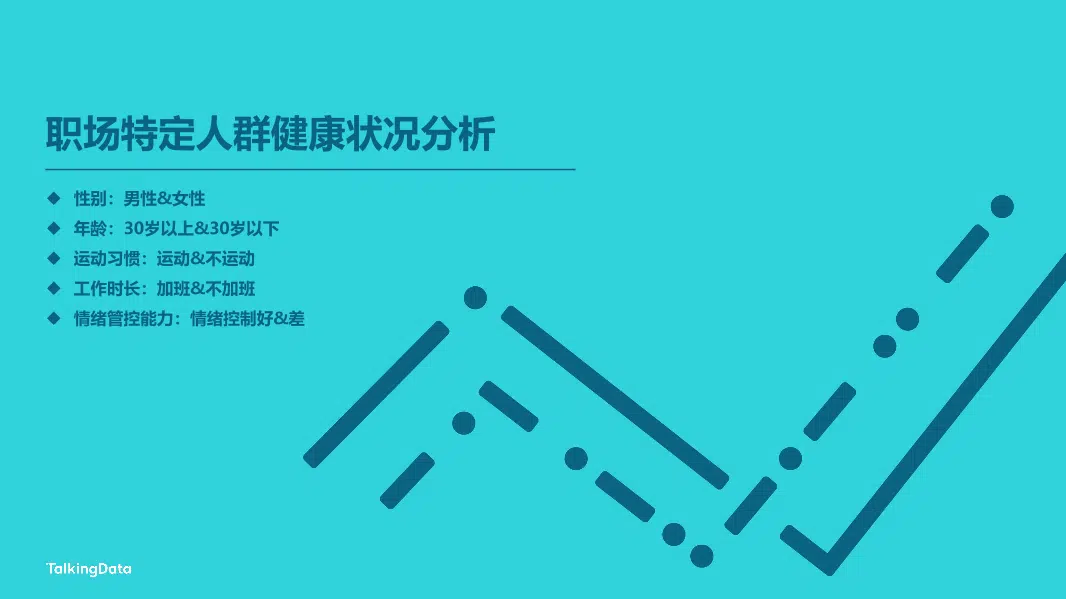 职场特定人群健康状况分析
◆ 性别：男性&女性
◆ 年龄：30岁以上&30岁以下
◆ 运动习惯：运动&不运动
◆ 工作时长：加班&不加班
◆ 情绪管控能力：情绪控制好&差
TalkingData